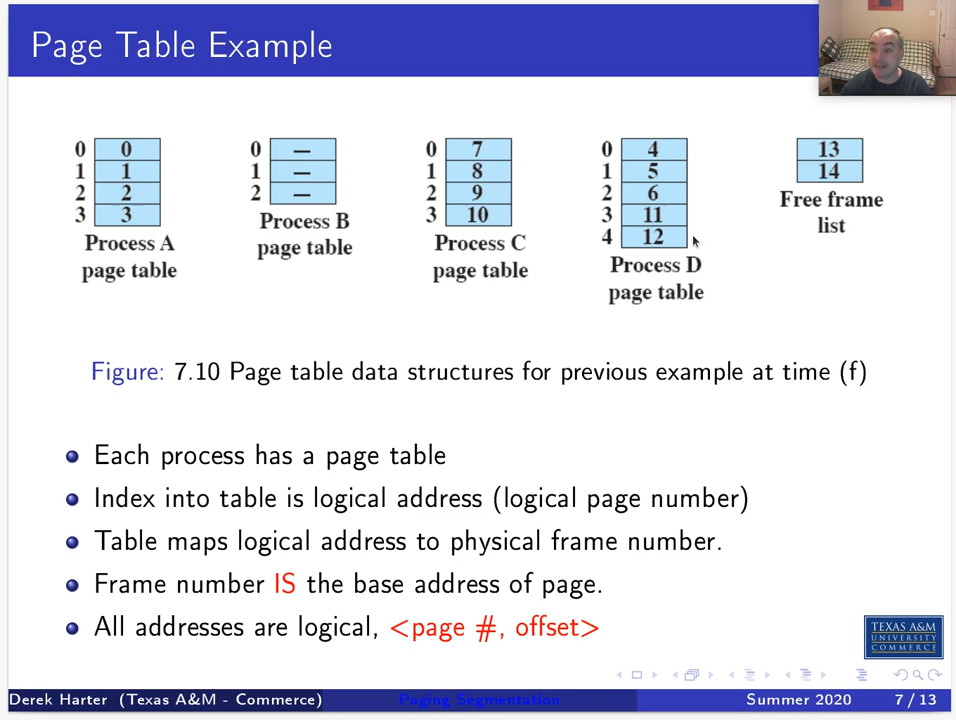 Page Table Example
0 0
1 1
2 2
3 3
Process A
page table
0 –
1 –
2 –
Process B
page table
0 7
1 8
2 9
3 10
Process C
page table
0 4
1 5
2 6
3 11
4 12
Process D
page table
13
14
Free frame
list
Figure: 7.10 Page table data structures for previous example at time (f)
Each process has a page table
Index into table is logical address (logical page number)
Table maps logical address to physical frame number.
Frame number IS the base address of page.
All addresses are logical, <page #, offset>
TEXAS A&M
UNIVERSITY
COMMERCE
Derek Harter (Texas A&M - Commerce) Paging Segmentation Summer 2020 7 / 13